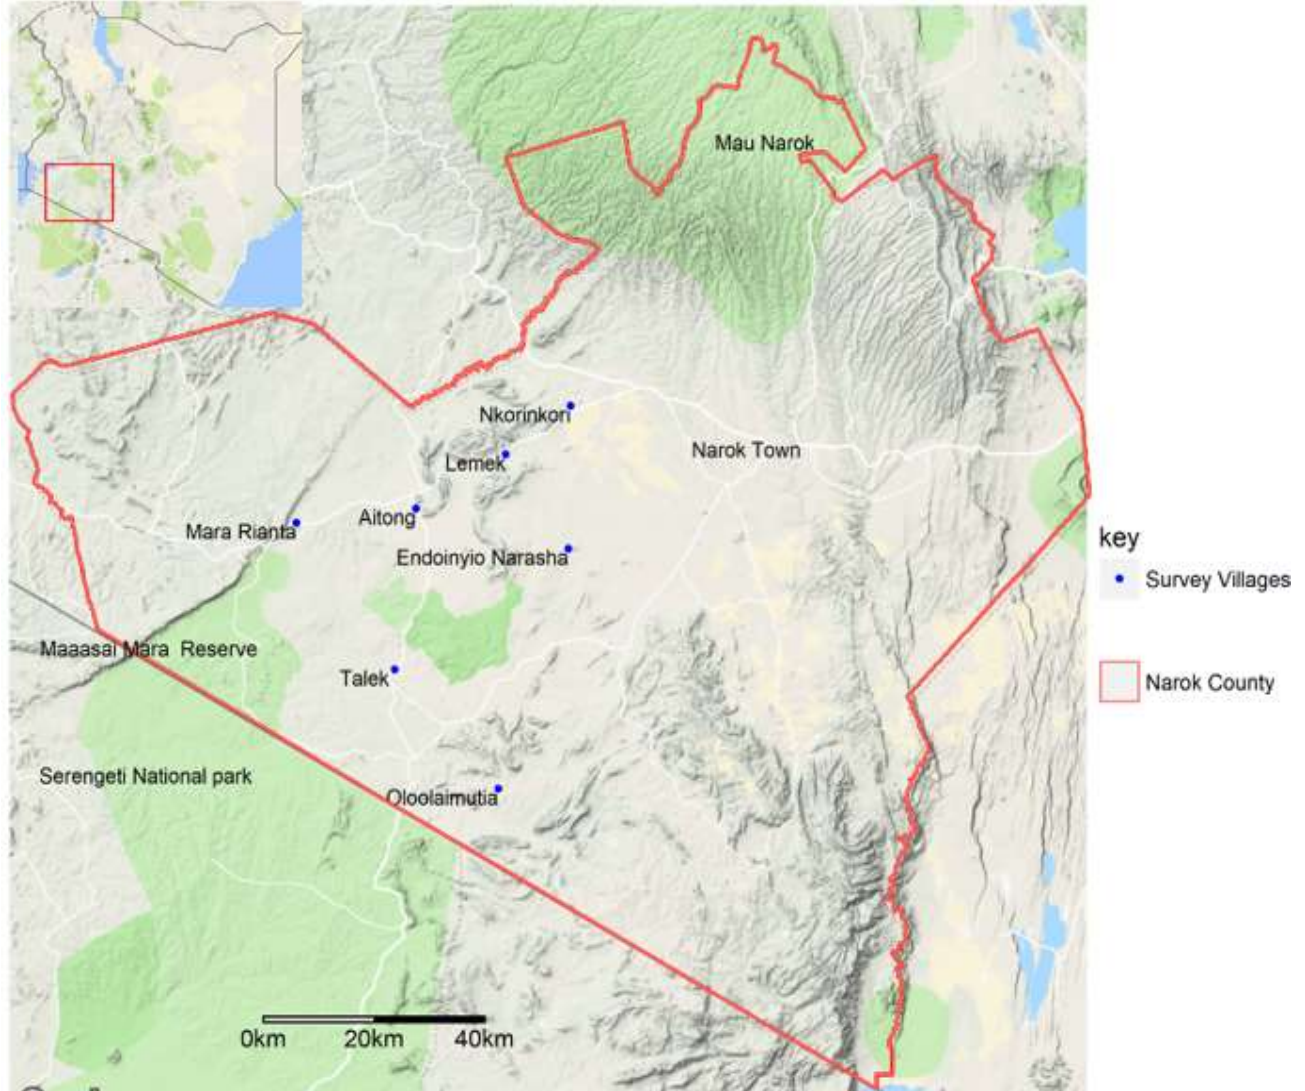 Mau Narok
Nkorinkori
Narok Town
Lemek
Aitong
Mara Rianta
Endoinyio Narasha
key
Survey Villages
Maaasai Mara Reserve
Talek
Narok County
Serengeti National park
Oloolaimutia
0km 20km 40km